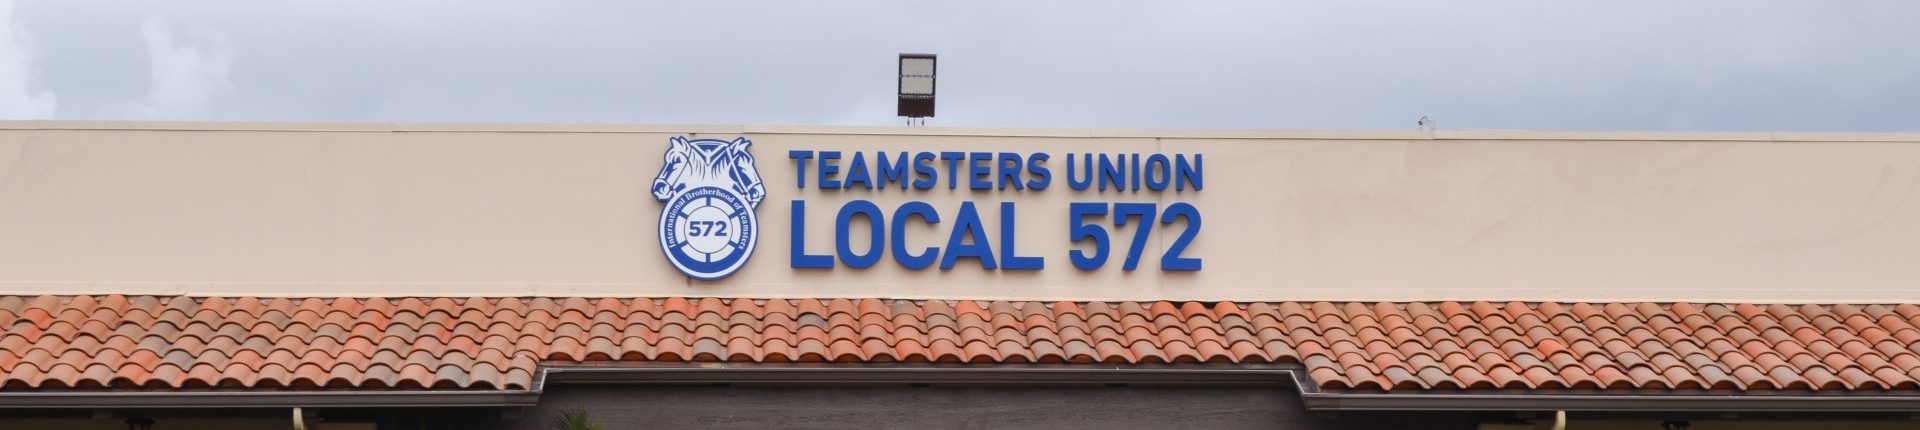 TEAMSTERS UNION
LOCAL 572
International Brotherhood of Teamsters
572